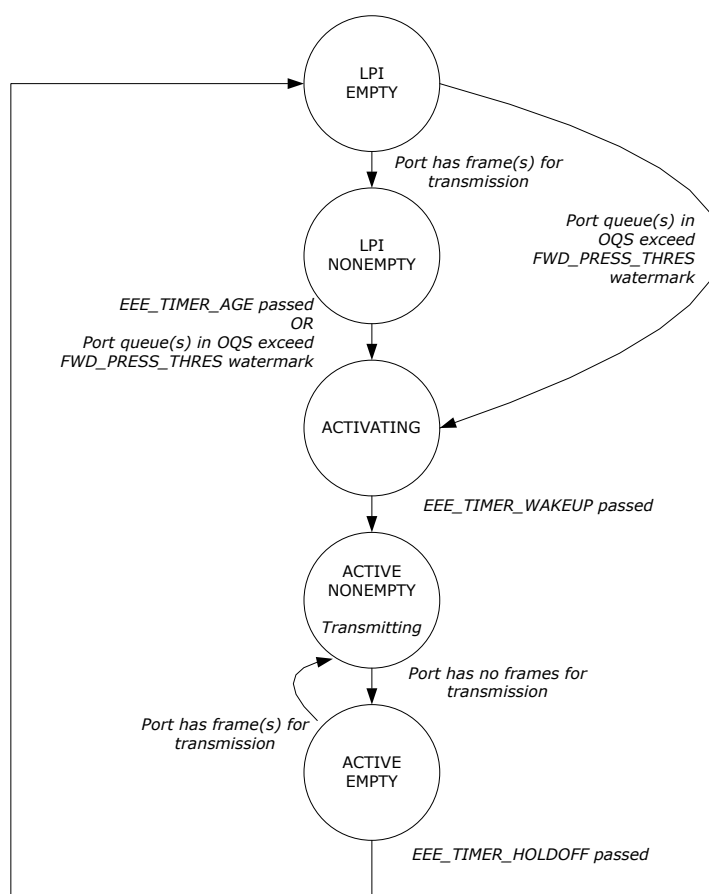 LPI
EMPTY
Port has frame(s) for
transmission
Port queue(s) in
OQS exceed
FWD_PRESS_THRES
watermark
LPI
NONEMPTY
EEE_TIMER_AGE passed
OR
Port queue(s) in OQS exceed
FWD_PRESS_THRES watermark
ACTIVATING
EEE_TIMER_WAKEUP passed
ACTIVE
NONEMPTY
Transmitting
Port has no frames for
transmission
Port has frame(s) for
transmission
ACTIVE
EMPTY
EEE_TIMER_HOLDOFF passed